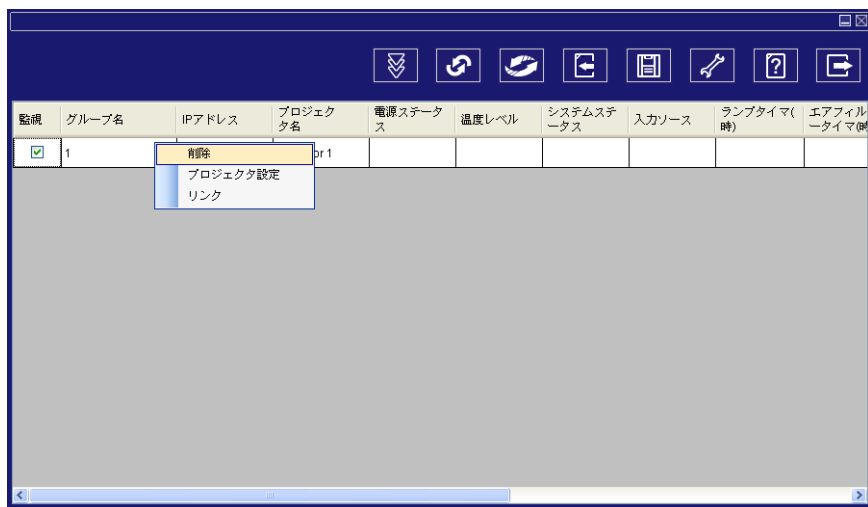 監視
グループ名
IPアドレス
プロジェク
タ名
電源ステータ
ス
温度レベル
システムステ
ータス
入力ソース
ランプタイマ(
時)
エアフィル
ータイマ(時
1
or 1
削除
プロジェクタ設定
リンク